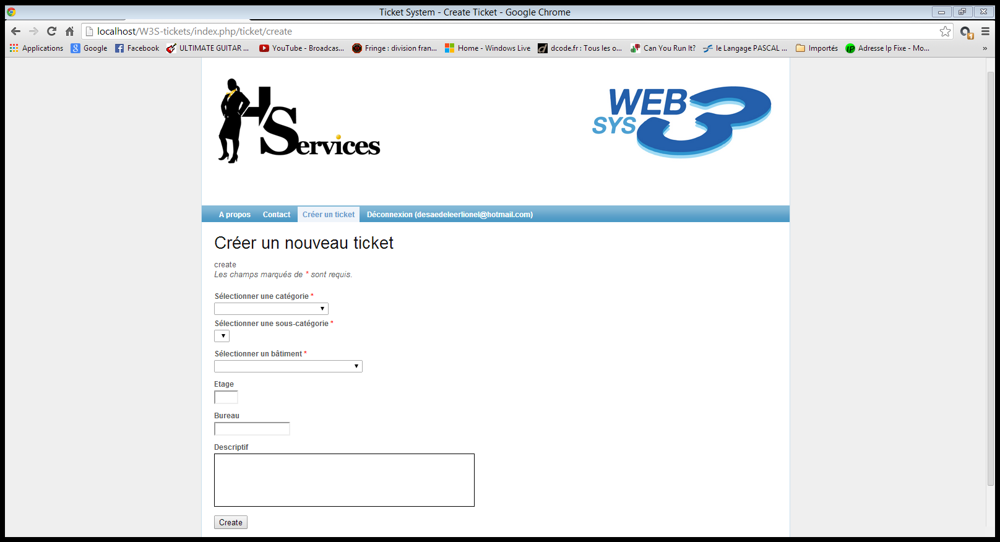 Ticket System - Create Ticket - Google Chrome
localhost/W3S-tickets/index.php/ticket/create
Applications Google Facebook ULTIMATE GUITAR ... YouTube - Broadcas... Fringe : division fran... Home - Windows Live dcode.fr : Tous les o... Can You Run It? le Langage PASCAL ... Importés Adresse Ip Fixe - Mo... »
HServices
WEB
SYS 3
A propos Contact Créer un ticket Déconnexion (desaedeleerlionel@hotmail.com)
Créer un nouveau ticket
create
Les champs marqués de * sont requis.
Sélectionner une catégorie *
Sélectionner une sous-catégorie *
Sélectionner un bâtiment *
Etage
Bureau
Descriptif
Create